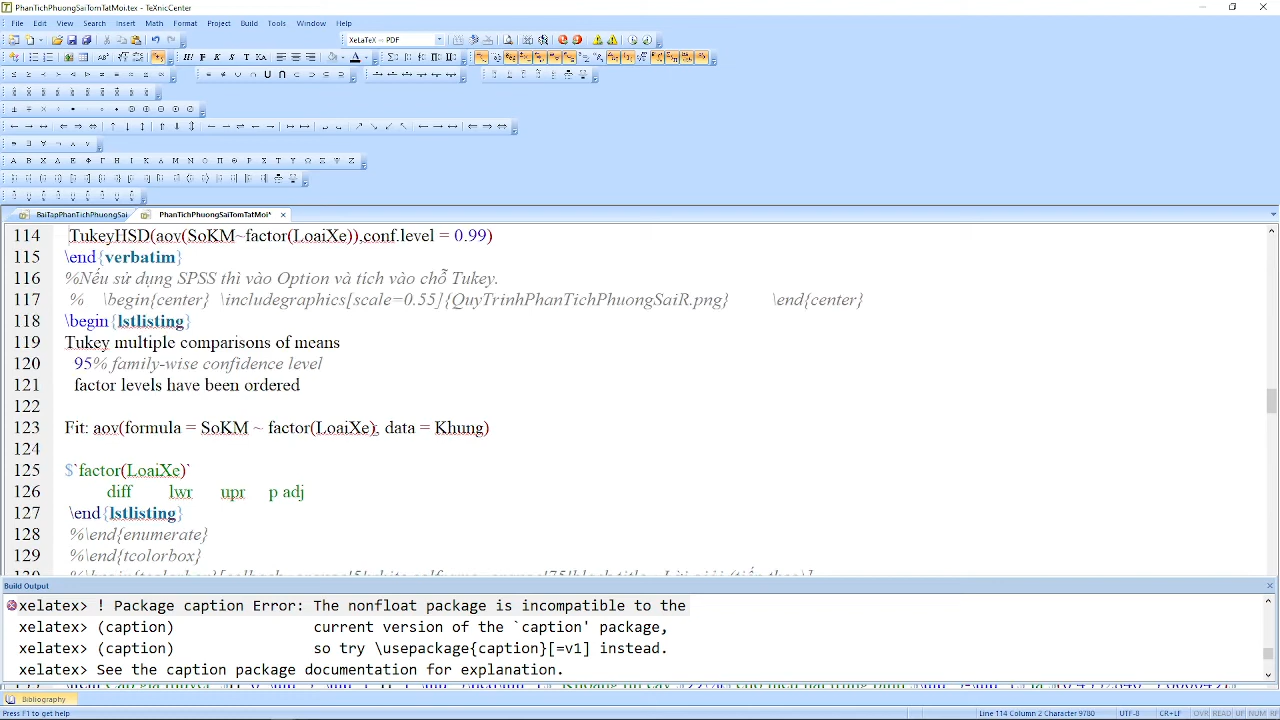 PhanTichPhuongSaiTomTatMoi.tex - TeXnicCenter
File Edit View Search Insert Math Format Project Build Tools Window Help
XeLaTeX ⇨ PDF
BaiTapPhanTichPhuongSai PhanTichPhuongSaiTomTatMoi*
114 TukeyHSD(aov(SoKM~factor(LoaiXe)),conf.level = 0.99)
115 \end{verbatim}
116 %Nếu sử dụng SPSS thì vào Option và tích vào chỗ Tukey.
117 % \begin{center} \includegraphics[scale=0.55]{QuyTrinhPhanTichPhuongSaiR.png} \end{center}
118 \begin{lstlisting}
119 Tukey multiple comparisons of means
120 95% family-wise confidence level
121 factor levels have been ordered
122
123 Fit: aov(formula = SoKM ~ factor(LoaiXe), data = Khung)
124
125 $`factor(LoaiXe)`
126 diff lwr upr p adj
127 \end{lstlisting}
128 %\end{enumerate}
129 %\end{tcolorbox}
Build Output
xelatex> ! Package caption Error: The nonfloat package is incompatible to the
xelatex> (caption) current version of the `caption' package,
xelatex> (caption) so try \usepackage{caption}[=v1] instead.
xelatex> See the caption package documentation for explanation.
Bibliography
Press F1 to get help Line 114 Column 2 Character 9780 UTF-8 CR+LF OVR READ UF NUM RF